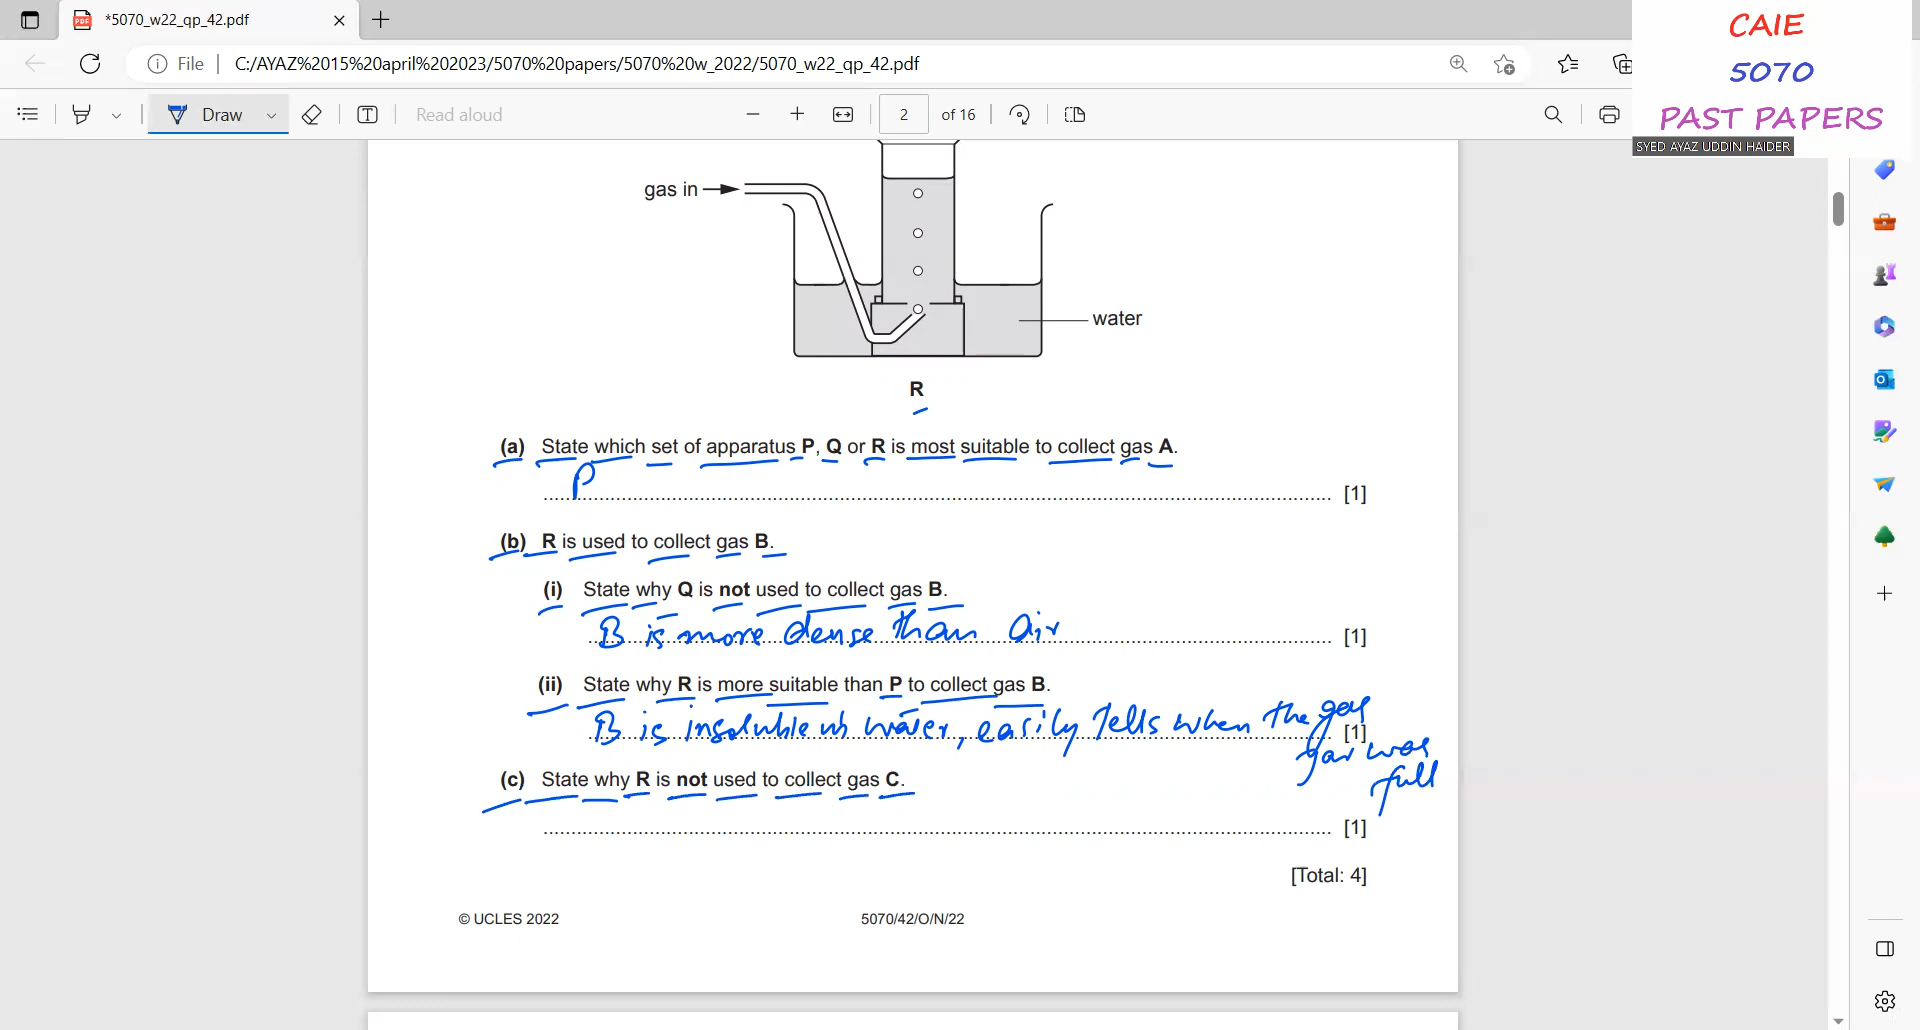 *5070_w22_qp_42.pdf
File C:/AYAZ%2015%20april%202023/5070%20papers/5070%20w_2022/5070_w22_qp_42.pdf
CAIE
5070
PAST PAPERS
SYED AYAZ UDDIN HAIDER
Draw Read aloud 2 of 16
gas in
water
R
(a) State which set of apparatus P, Q or R is most suitable to collect gas A.
P
[1]
(b) R is used to collect gas B.
(i) State why Q is not used to collect gas B.
B is more dense than air
[1]
(ii) State why R is more suitable than P to collect gas B.
B is insoluble in water, easily tells when the gas
[1]
jar was
full
(c) State why R is not used to collect gas C.
[1]
[Total: 4]
© UCLES 2022 5070/42/O/N/22